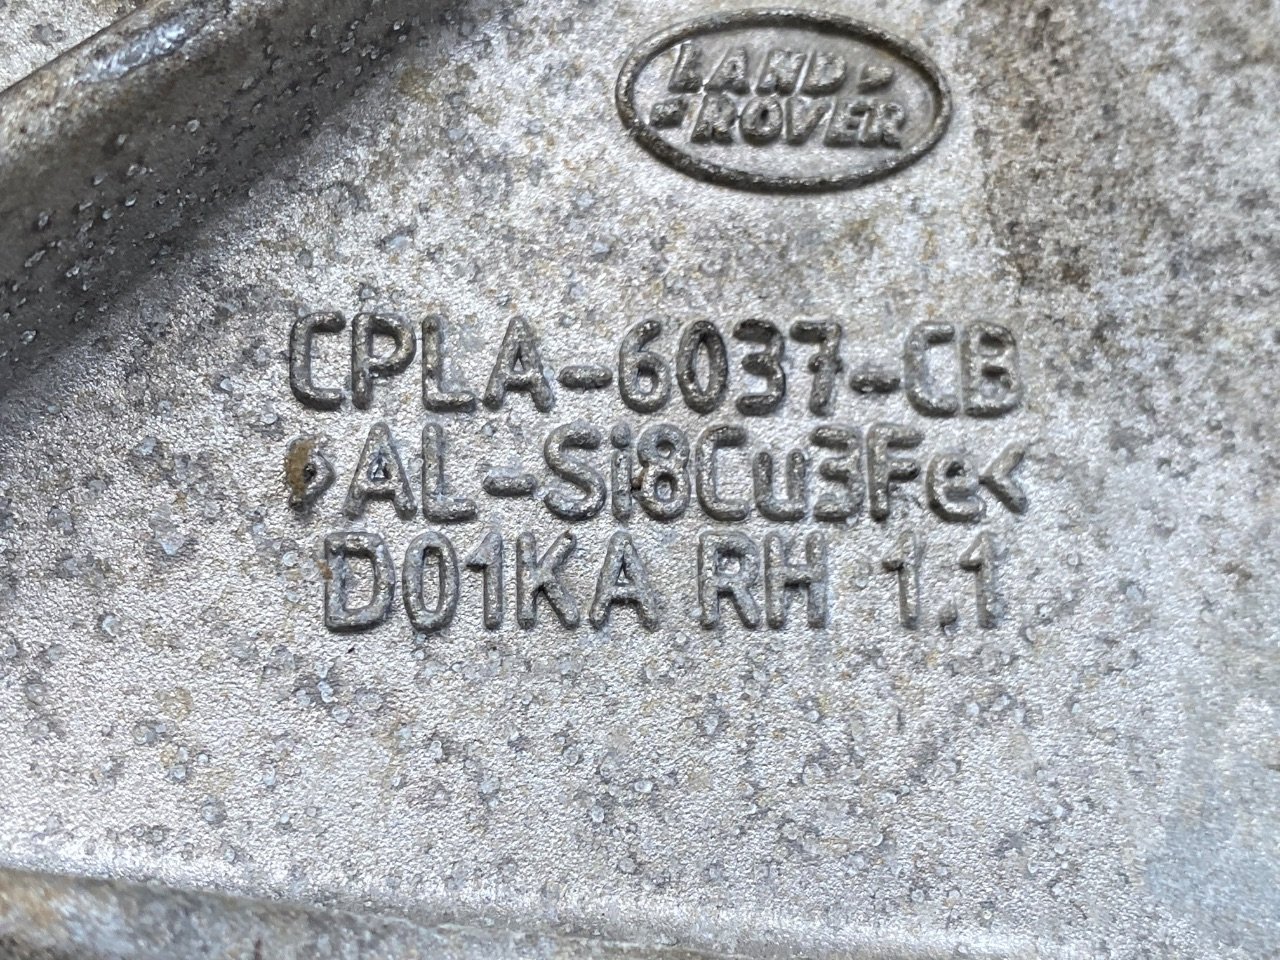 LAND
ROVER
CPLA-6037-CB
>AL-Si8Cu3Fe<
D01KA RH 1.1